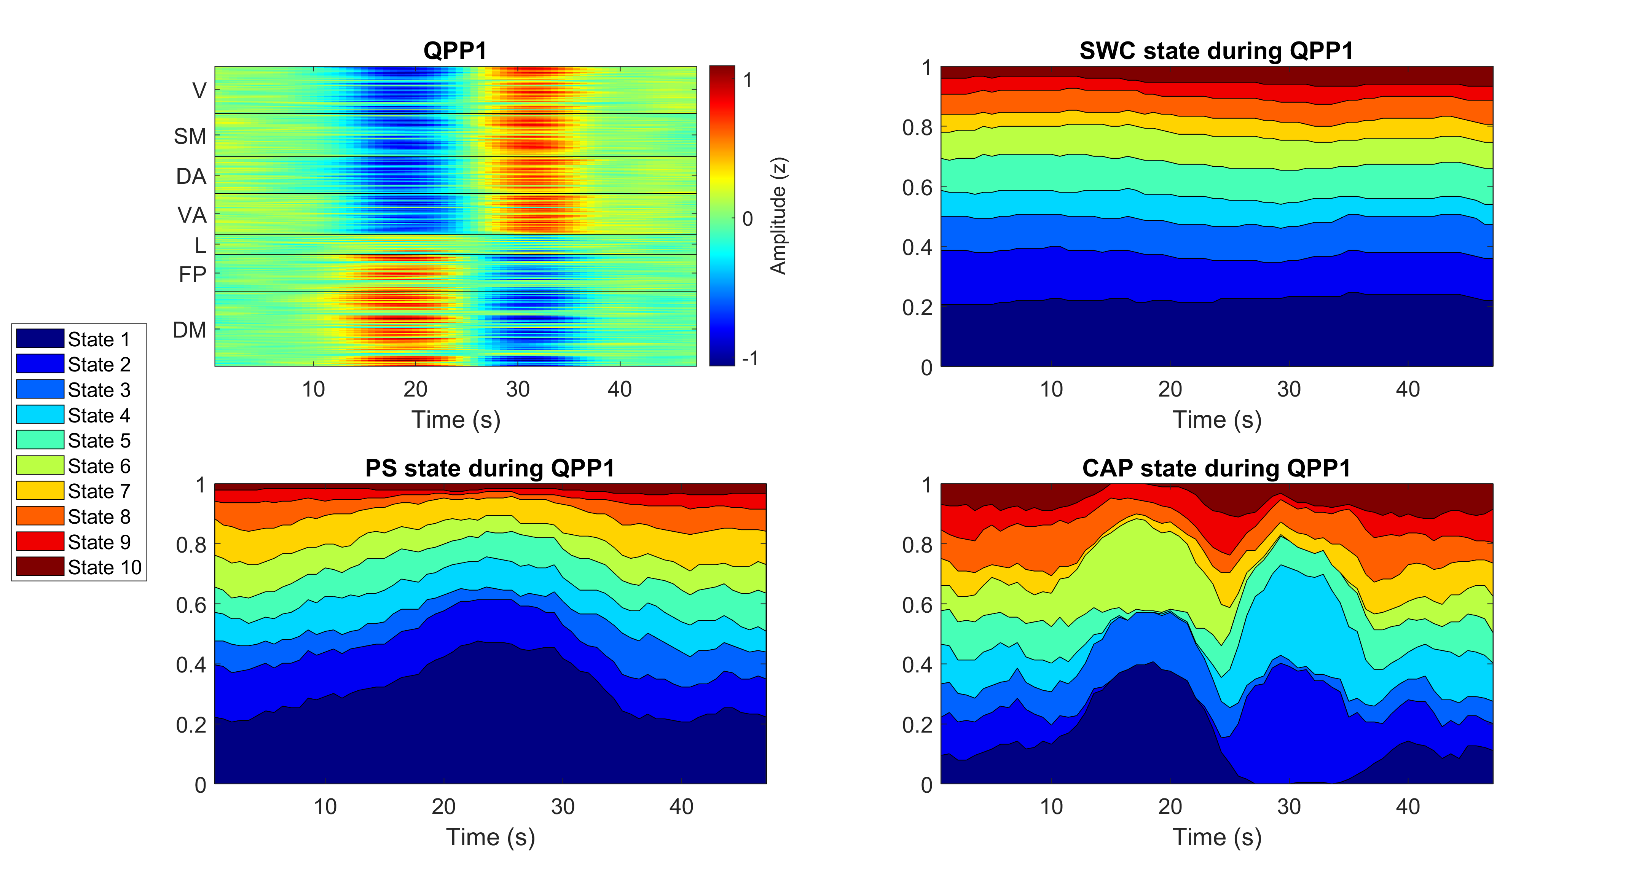 QPP1
V
SM
DA
VA
L
FP
DM
10 20 30 40
Time (s)
1
0
-1
Amplitude (z)
SWC state during QPP1
1
0.8
0.6
0.4
0.2
0
10 20 30 40
Time (s)
State 1
State 2
State 3
State 4
State 5
State 6
State 7
State 8
State 9
State 10
PS state during QPP1
1
0.8
0.6
0.4
0.2
0
10 20 30 40
Time (s)
CAP state during QPP1
1
0.8
0.6
0.4
0.2
0
10 20 30 40
Time (s)